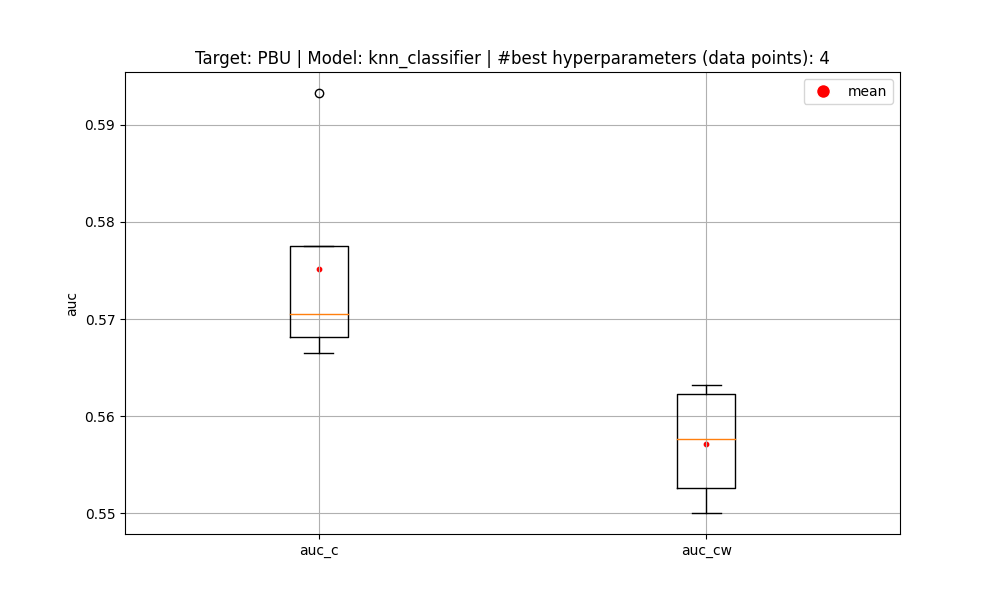 Target: PBU | Model: knn_classifier | #best hyperparameters (data points): 4
mean
0.59
0.58
0.57
0.56
0.55
auc
auc_c
auc_cw